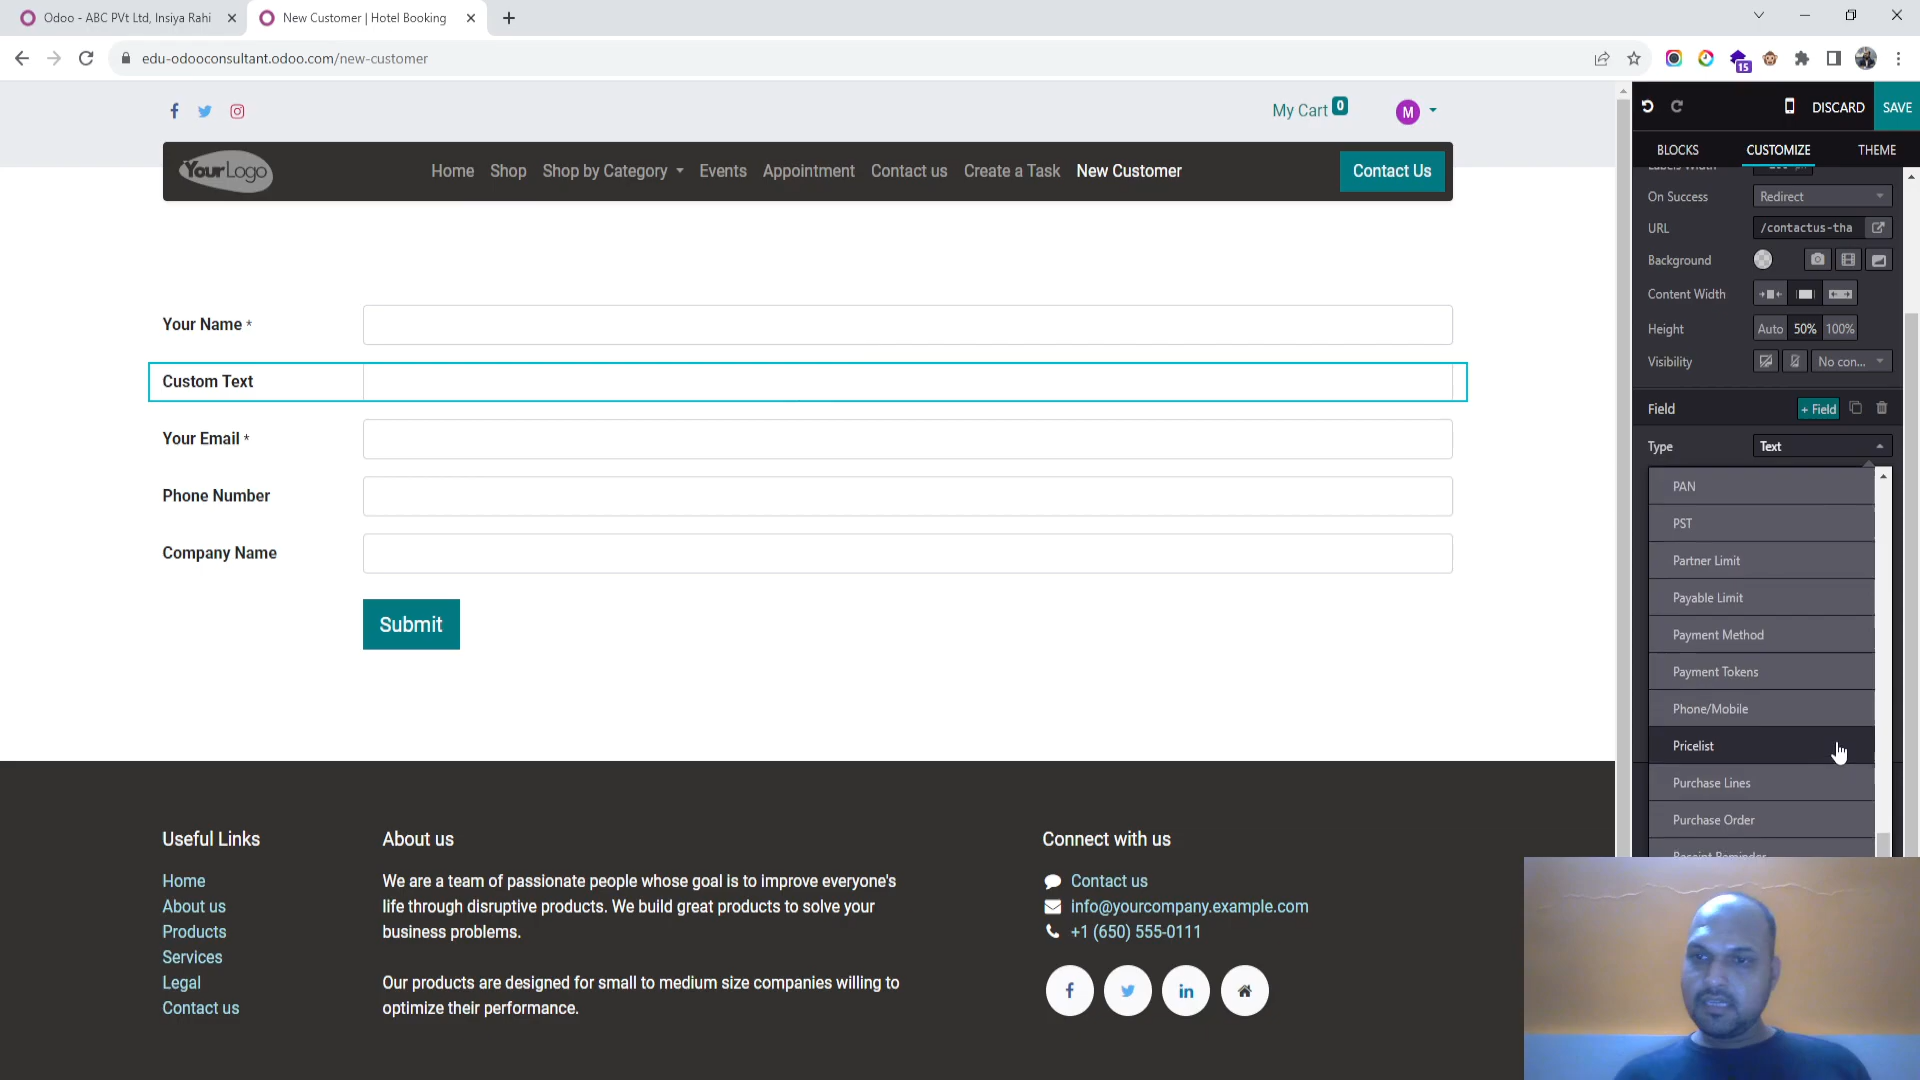 Odoo - ABC PVt Ltd, Insiya Rahi
New Customer | Hotel Booking
edu-odooconsultant.odoo.com/new-customer
15
My Cart 0
M
DISCARD
SAVE
YourLogo
Home
Shop
Shop by Category
Events
Appointment
Contact us
Create a Task
New Customer
Contact Us
BLOCKS
CUSTOMIZE
THEME
On Success
Redirect
URL
/contactus-tha
Background
Content Width
Height
Auto
50%
100%
Visibility
No con...
Field
+ Field
Type
Text
PAN
PST
Partner Limit
Payable Limit
Payment Method
Payment Tokens
Phone/Mobile
Pricelist
Purchase Lines
Purchase Order
Receipt Reminder
Your Name *
Custom Text
Your Email *
Phone Number
Company Name
Submit
Useful Links
Home
About us
Products
Services
Legal
Contact us
About us
We are a team of passionate people whose goal is to improve everyone's
life through disruptive products. We build great products to solve your
business problems.
Our products are designed for small to medium size companies willing to
optimize their performance.
Connect with us
Contact us
info@yourcompany.example.com
+1 (650) 555-0111